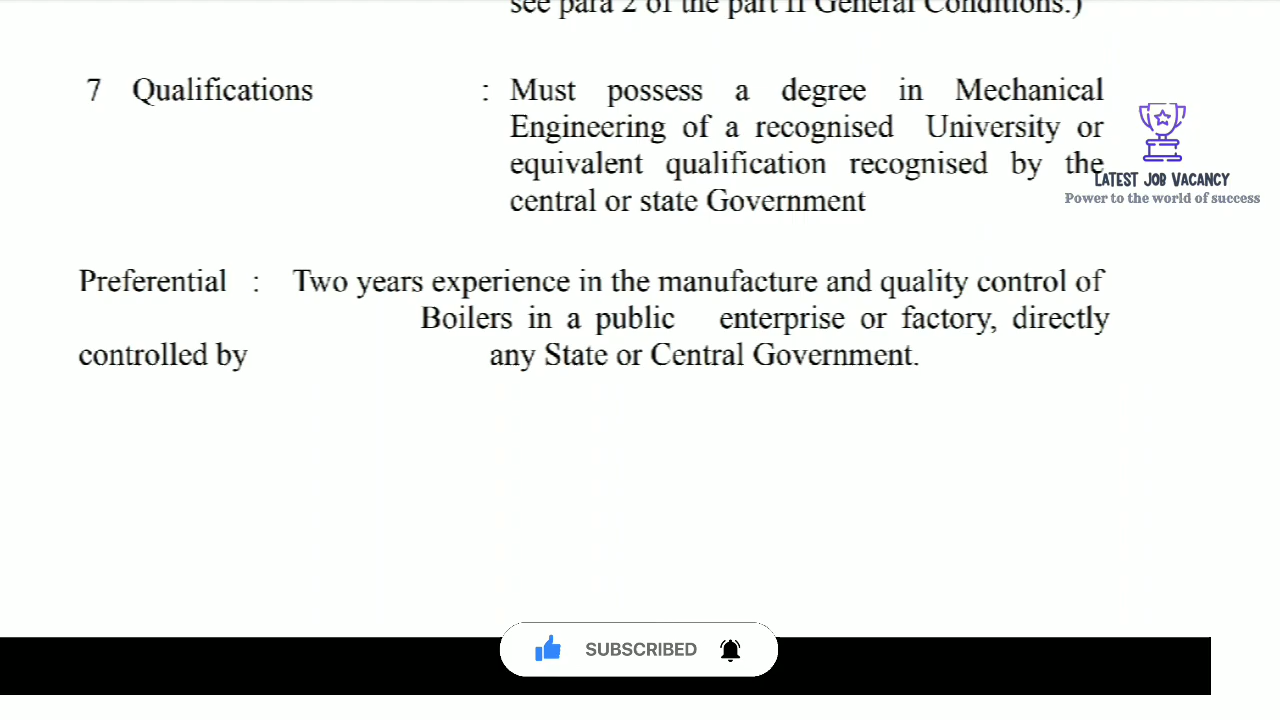 see para 2 of the part II General Conditions.)
7 Qualifications : Must possess a degree in Mechanical
Engineering of a recognised University or
equivalent qualification recognised by the
central or state Government
LATEST JOB VACANCY
Power to the world of success
Preferential : Two years experience in the manufacture and quality control of
Boilers in a public enterprise or factory, directly
controlled by any State or Central Government.
SUBSCRIBED